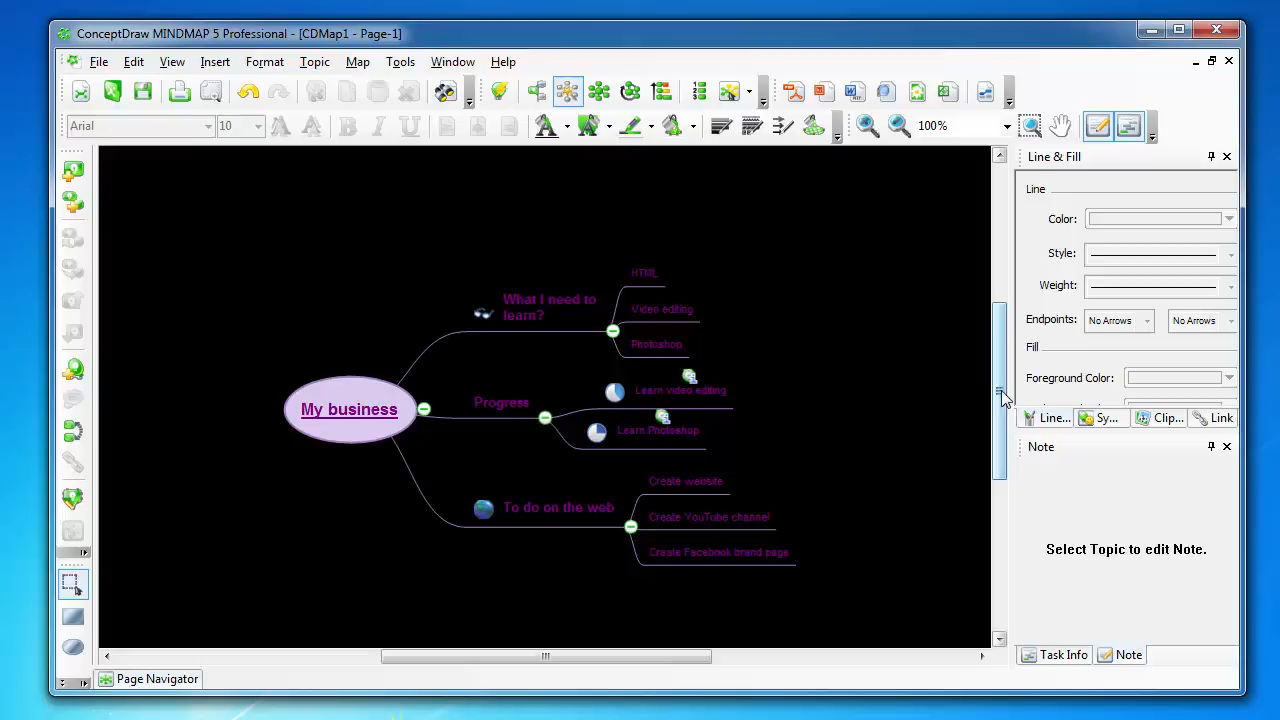 ConceptDraw MINDMAP 5 Professional - [CDMap1 - Page-1]
File Edit View Insert Format Topic Map Tools Window Help
Arial 10 100%
Line & Fill
Line
Color:
Style:
Weight:
Endpoints: No Arrows No Arrows
Fill
Foreground Color:
Line... Sy... Clip... Link
Note
Select Topic to edit Note.
Task Info Note
HTML
What I need to
learn?
Video editing
Photoshop
My business
Progress
Learn video editing
Learn Photoshop
To do on the web
Create website
Create YouTube channel
Create Facebook brand page
Page Navigator